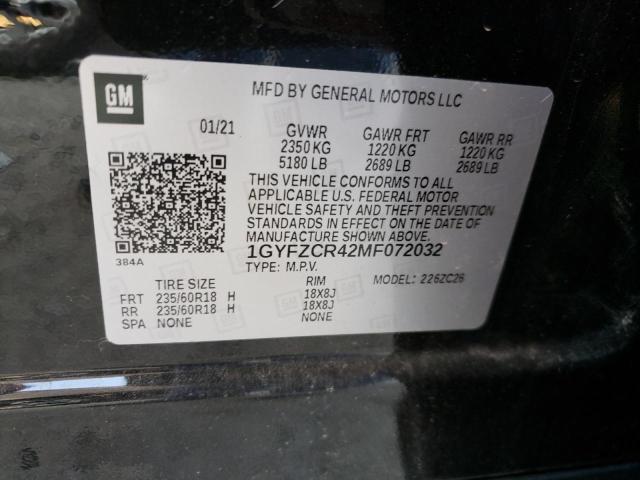 GM
MFD BY GENERAL MOTORS LLC
01/21 GVWR GAWR FRT GAWR RR
2350 KG 1220 KG 1220 KG
5180 LB 2689 LB 2689 LB
THIS VEHICLE CONFORMS TO ALL
APPLICABLE U.S. FEDERAL MOTOR
VEHICLE SAFETY AND THEFT PREVENTION
STANDARDS IN EFFECT ON THE DATE OF
MANUFACTURE SHOWN ABOVE.
384A
1GYFZCR42MF072032
TYPE: M.P.V. MODEL: 226ZC26
TIRE SIZE RIM
FRT 235/60R18 H 18X8J
RR 235/60R18 H 18X8J
SPA NONE NONE